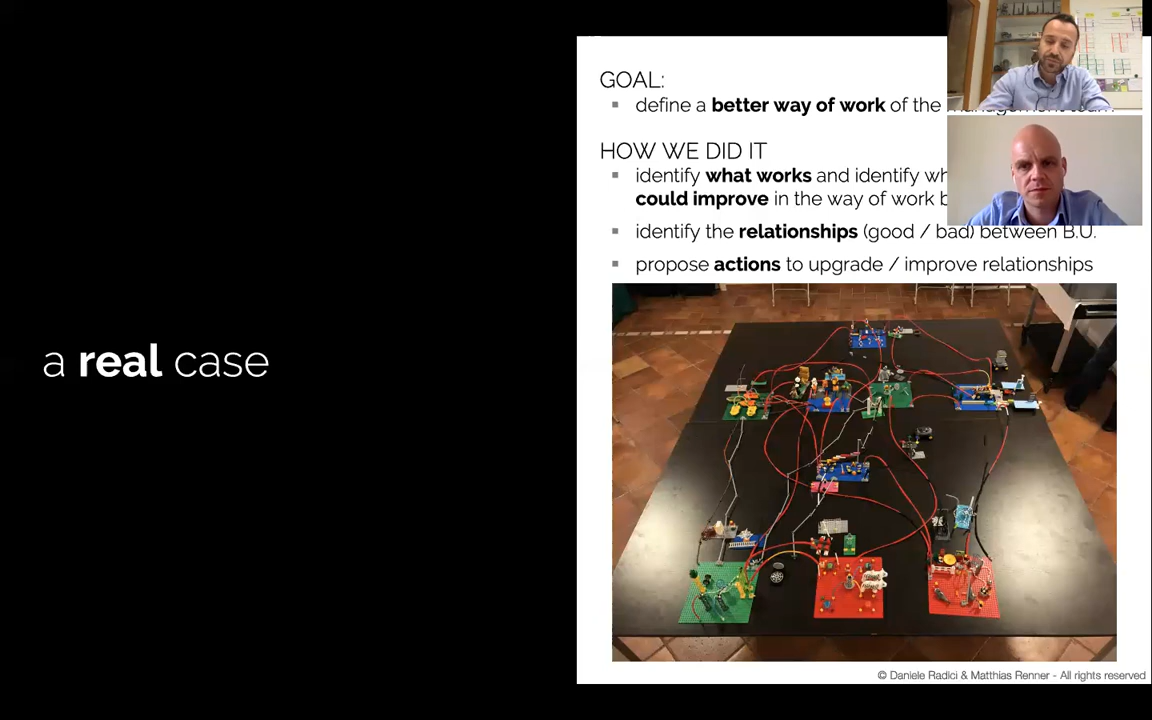 a real case
GOAL:
define a better way of work of the
HOW WE DID IT
identify what works and identify
could improve in the way of work
identify the relationships (good / bad) between B.U.
propose actions to upgrade / improve relationships
© Daniele Radici & Matthias Renner - All rights reserved